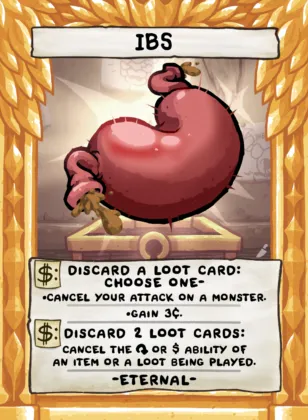 IBS
$: DISCARD A LOOT CARD:
CHOOSE ONE-
•CANCEL YOUR ATTACK ON A MONSTER.
•GAIN 3¢.
$: DISCARD 2 LOOT CARDS:
CANCEL THE ↷ OR $ ABILITY OF
AN ITEM OR A LOOT BEING PLAYED.
-ETERNAL-